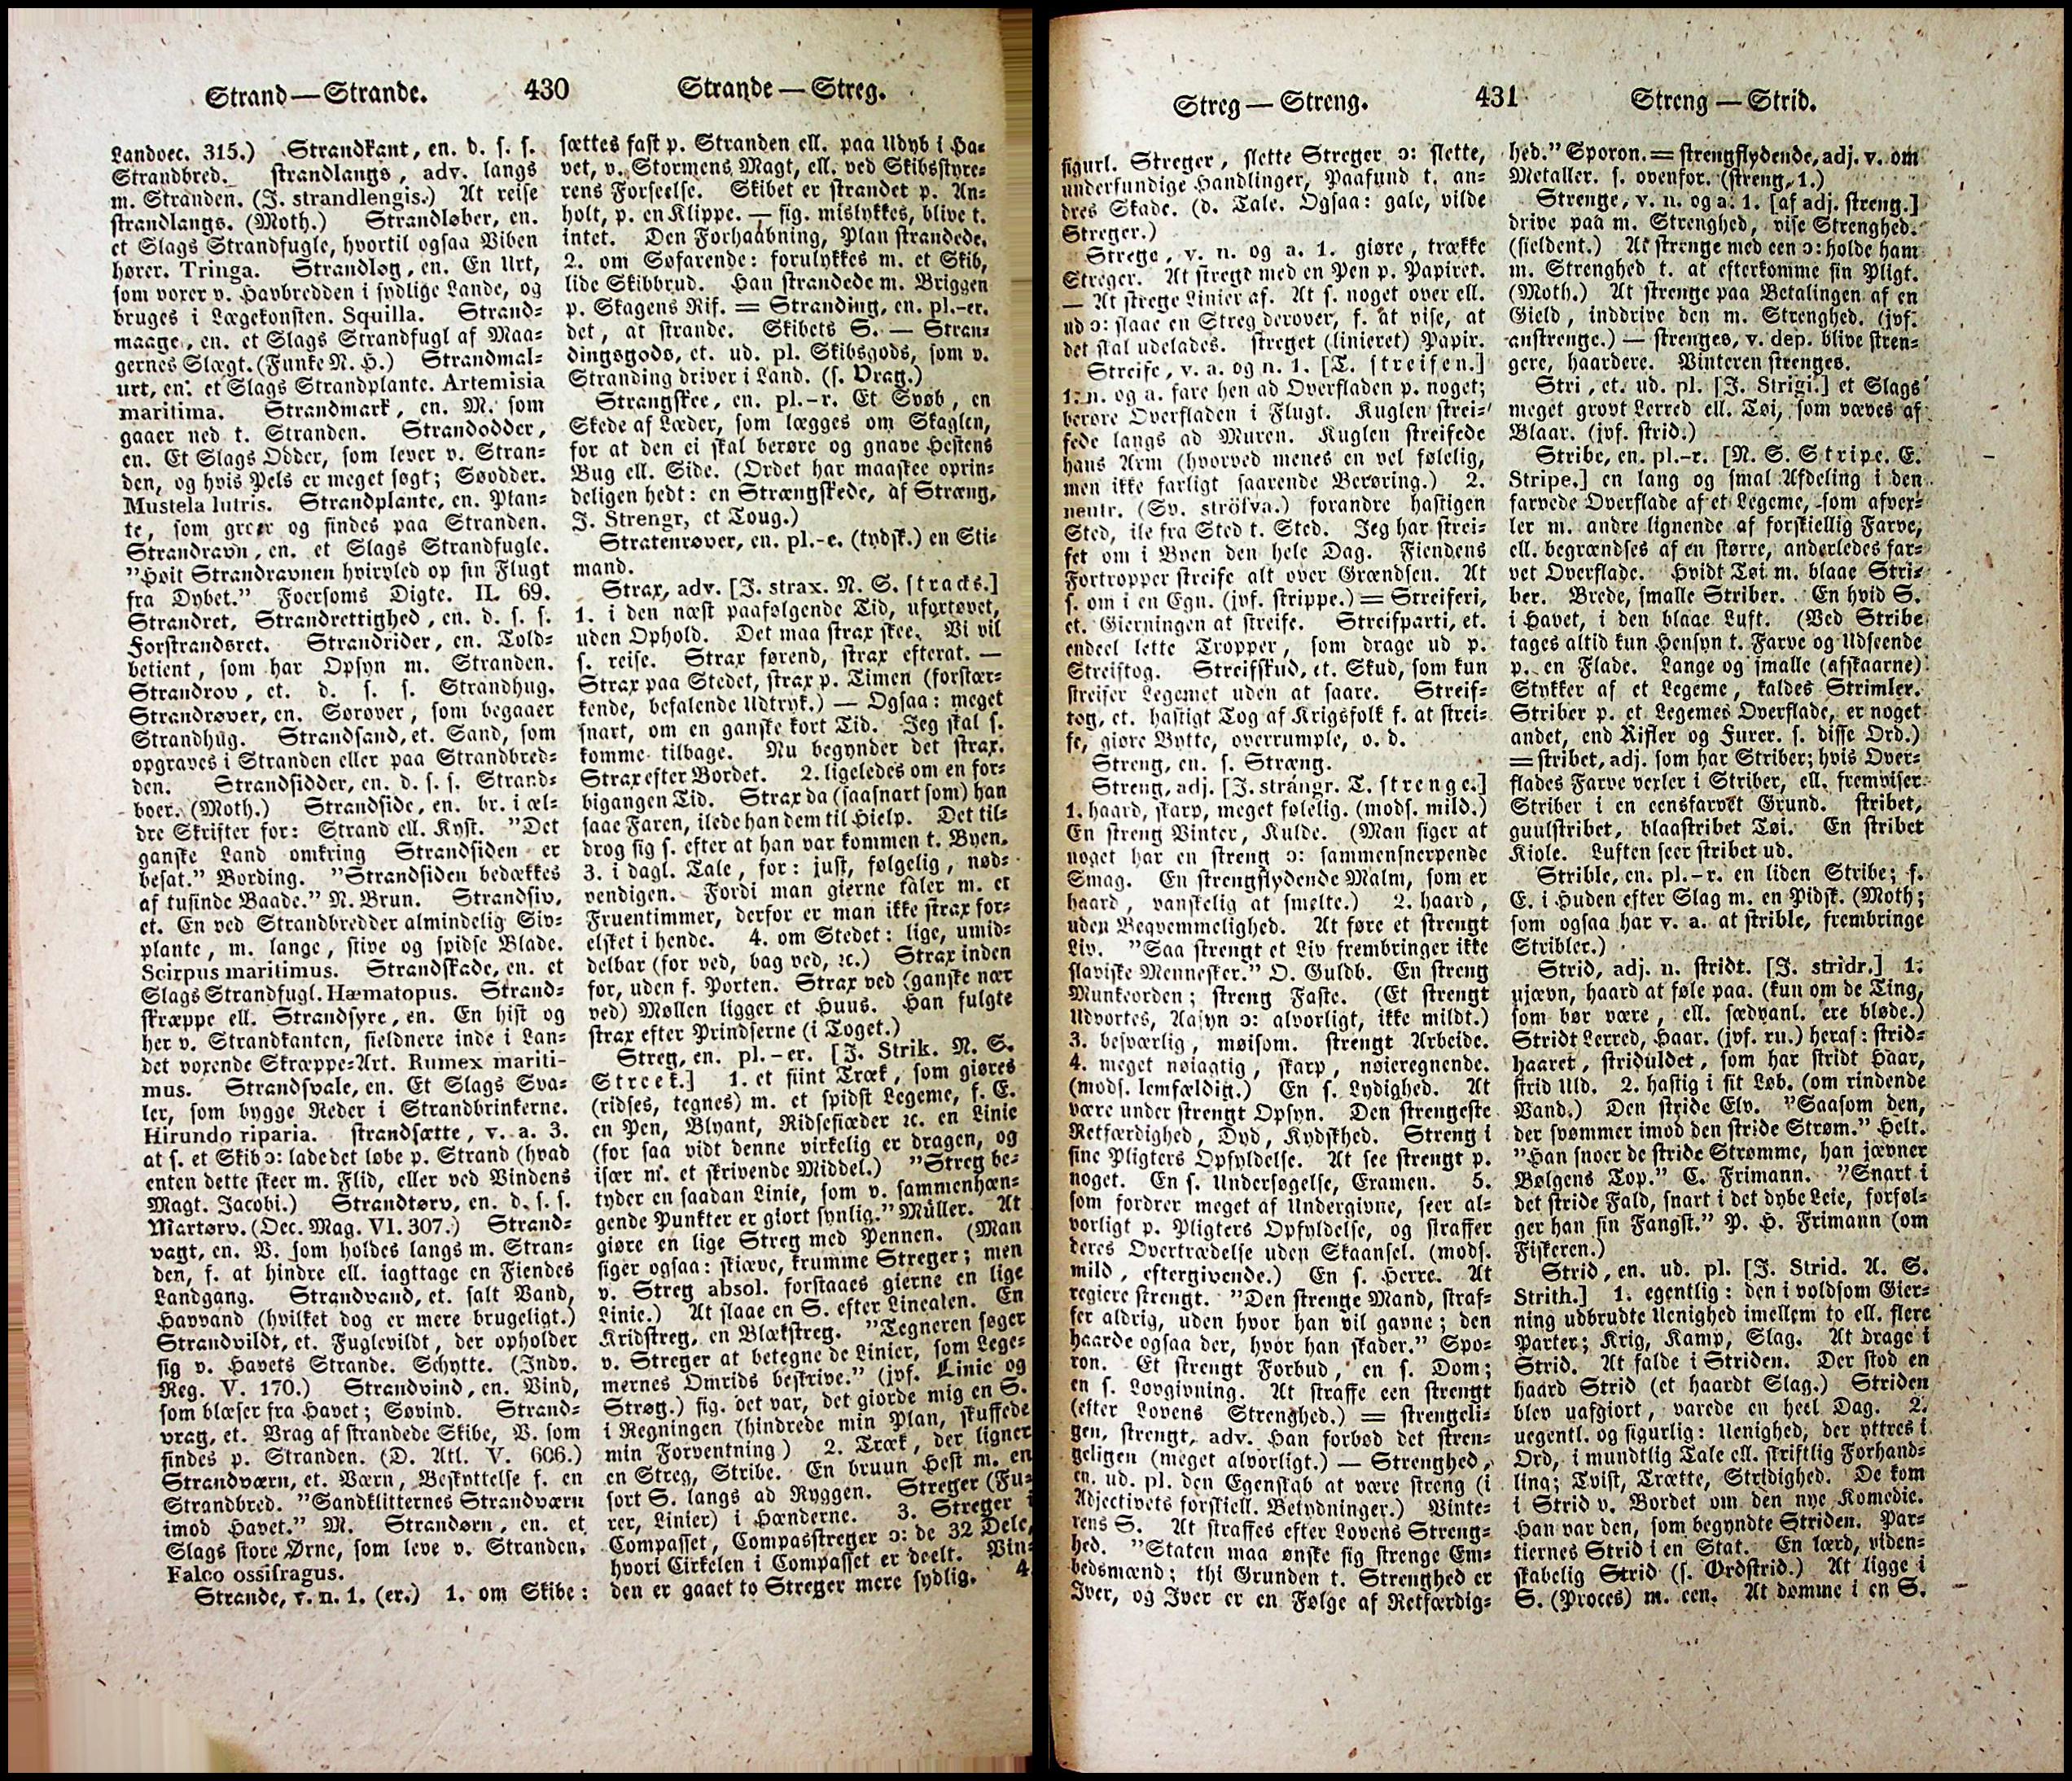 Strand — Strande.
430
Strande — Streg.
Landoec. 315.) Strandkant, en. d. s. s.
Strandbred. strandlangs, adv. langs
m. Stranden. (J. strandlengis.) At reise
strandlangs. (Moth.) Strandløber, en.
et Slags Strandfugle, hvortil ogsaa Viben
hører. Tringa. Strandløg, en. En Urt,
som voxer v. Havbredden i sydlige Lande, og
bruges i Lægekonsten. Squilla. Strand-
maage, en. et Slags Strandfugl af Maa-
gernes Slægt. (Funke N. H.) Strandmal-
urt, en. et Slags Strandplante. Artemisia
maritima. Strandmark, en. M. som
gaaer ned t. Stranden. Strandodder,
en. Et Slags Odder, som lever v. Stran-
den, og hvis Pels er meget søgt; Søodder.
Mustela lutris. Strandplante, en. Plan-
te, som groer og findes paa Stranden.
Strandravn, en. et Slags Strandfugle.
"Høit Strandravnen hvirvled op sin Flugt
fra Dybet." Foersoms Digte. II. 69.
Strandret, Strandrettighed, en. d. s. s.
Forstrandsret. Strandrider, en. Told-
betient, som har Opsyn m. Stranden.
Strandrov, et. d. s. s. Strandhug.
Strandrøver, en. Sørøver, som begaaer
Strandhug. Strandsand, et. Sand, som
opgraves i Stranden eller paa Strandbred-
den. Strandsidder, en. d. s. s. Strand-
boer. (Moth.) Strandside, en. br. i æl-
dre Skrifter for: Strand ell. Kyst. "Det
ganske Land omkring Strandsiden er
besat." Bording. "Strandsiden bedækkes
af tusinde Baade." N. Brun. Strandsiv,
et. En ved Strandbredder almindelig Siv-
plante, m. lange, stive og spidse Blade.
Scirpus maritimus. Strandskade, en. et
Slags Strandfugl. Hæmatopus. Strand-
skræppe ell. Strandsyre, en. En hist og
her v. Strandkanten, sieldnere inde i Lan-
det voxende Skræppe-Art. Rumex mariti-
mus. Strandsvale, en. Et Slags Sva-
ler, som bygge Reder i Strandbrinkerne.
Hirundo riparia. strandsætte, v. a. 3.
at s. et Skib ɔ: lade det løbe p. Strand (hvad
enten dette skeer m. Flid, eller ved Vindens
Magt. Jacobi.) Strandtørv, en. d. s. s.
Martørv. (Oec. Mag. VI. 307.) Strand-
vagt, en. V. som holdes langs m. Stran-
den, f. at hindre ell. iagttage en Fiendes
Landgang. Strandvand, et. salt Vand,
Havvand (hvilket dog er mere brugeligt.)
Strandvildt, et. Fuglevildt, der opholder
sig v. Havets Strande. Schytte. (Indv.
Reg. V. 170.) Strandvind, en. Vind,
som blæser fra Havet; Søvind. Strand-
vrag, et. Vrag af strandede Skibe, V. som
findes p. Stranden. (D. Atl. V. 606.)
Strandværn, et. Værn, Beskyttelse f. en
Strandbred. "Sandklitternes Strandværn
imod Havet." M. Strandørn, en. et
Slags store Ørne, som leve v. Stranden.
Falco ossifragus.
Strande, v. n. 1. (er.) 1. om Skibe:
sættes fast p. Stranden ell. paa Udyb i Ha-
vet, v. Stormens Magt, ell. ved Skibsstyre-
rens Forseelse. Skibet er strandet p. An-
holt, p. en Klippe. — fig. mislykkes, blive t.
intet. Den Forhaabning, Plan strandede.
2. om Søfarende: forulykkes m. et Skib,
lide Skibbrud. Han strandede m. Briggen
p. Skagens Rif. = Stranding, en. pl.-er.
det, at strande. Skibets S. — Stran-
dingsgods, et. ud. pl. Skibsgods, som v.
Stranding driver i Land. (s. Vrag.)
Strangskee, en. pl.-r. Et Svøb, en
Skede af Læder, som lægges om Skaglen,
for at den ei skal berøre og gnave Hestens
Bug ell. Side. (Ordet har maaskee oprin-
deligen hedt: en Strængskede, af Stræng,
J. Strengr, et Toug.)
Stratenrøver, en. pl.-e. (tydsk.) en Sti-
mand.
Strax, adv. [J. strax. N. S. stracks.]
1. i den næst paafølgende Tid, ufortøvet,
uden Ophold. Det maa strax skee. Vi vil
s. reise. Strax førend, strax efterat. —
Strax paa Stedet, strax p. Timen (forstær-
kende, befalende Udtryk.) — Ogsaa: meget
snart, om en ganske kort Tid. Jeg skal s.
komme tilbage. Nu begynder det strax.
Strax efter Bordet. 2. ligeledes om en for-
bigangen Tid. Strax da (saasnart som) han
saae Faren, ilede han dem til Hielp. Det til-
drog sig s. efter at han var kommen t. Byen.
3. i dagl. Tale, for: just, følgelig, nød-
vendigen. Fordi man gierne taler m. et
Fruentimmer, derfor er man ikke strax for-
elsket i hende. 4. om Stedet: lige, umid-
delbar (for ved, bag ved, ꝛc.) Strax inden
for, uden f. Porten. Strax ved (ganske nær
ved) Møllen ligger et Huus. Han fulgte
strax efter Prindserne (i Toget.)
Streg, en. pl.-er. [J. Strik. N. S.
Streek.] 1. et fiint Træk, som giøres
(ridses, tegnes) m. et spidst Legeme, f. E.
en Pen, Blyant, Ridsefiæder ꝛc. en Linie
(for saa vidt denne virkelig er dragen, og
især m. et skrivende Middel.) "Streg be-
tyder en saadan Linie, som v. sammenhæn-
gende Punkter er giort synlig." Müller. At
giøre en lige Streg med Pennen. (Man
siger ogsaa: skiæve, krumme Streger; men
v. Streg absol. forstaaes gierne en lige
Linie.) At slaae en S. efter Linealen. En
Kridstreg, en Blækstreg. "Tegneren søger
v. Streger at betegne de Linier, som Lege-
mernes Omrids beskrive." (jvf. Linie og
Strøg.) fig. det var, det giorde mig en S.
i Regningen (hindrede min Plan, skuffede
min Forventning) 2. Træk, der ligner
en Streg, Stribe. En bruun Hest m. en
sort S. langs ad Ryggen. Streger (Fu-
rer, Linier) i Hænderne. 3. Streger i
Compasset, Compasstreger ɔ: de 32 Dele,
hvori Cirkelen i Compasset er deelt. Vin-
den er gaaet to Streger mere sydlig. 4
Streg — Streng.
431
Streng — Strid.
figurl. Streger, slette Streger ɔ: slette,
underfundige Handlinger, Paafund t. an-
dres Skade. (d. Tale. Ogsaa: gale, vilde
Streger.)
Strege, v. n. og a. 1. giøre, trække
Streger. At strege med en Pen p. Papiret.
— At strege Linier af. At s. noget over ell.
ud ɔ: slaae en Streg derover, f. at vise, at
det skal udelades. streget (linieret) Papir.
Streife, v. a. og n. 1. [T. streifen.]
1. n. og a. fare hen ad Overfladen p. noget;
berøre Overfladen i Flugt. Kuglen strei-
fede langs ad Muren. Kuglen streifede
hans Arm (hvorved menes en vel følelig,
men ikke farligt saarende Berøring.) 2.
neutr. (Sv. ströfva.) forandre hastigen
Sted, ile fra Sted t. Sted. Jeg har strei-
fet om i Byen den hele Dag. Fiendens
Fortropper streife alt over Grændsen. At
s. om i en Egn. (jvf. strippe.) = Streiferi,
et. Gierningen at streife. Streifparti, et.
endeel lette Tropper, som drage ud p.
Streiftog. Streifskud, et. Skud, som kun
streifer Legemet uden at saare. Streif-
tog, et. hastigt Tog af Krigsfolk f. at strei-
fe, giøre Bytte, overrumple, o. d.
Streng, en. s. Stræng.
Streng, adj. [J. strángr. T. strenge.]
1. haard, skarp, meget følelig. (mods. mild.)
En streng Vinter, Kulde. (Man siger at
noget har en streng ɔ: sammensnerpende
Smag. En strengflydende Malm, som er
haard, vanskelig at smelte.) 2. haard,
uden Beqvemmelighed. At føre et strengt
Liv. "Saa strengt et Liv frembringer ikke
slaviske Mennesker." O. Guldb. En streng
Munkeorden; streng Faste. (Et strengt
Udvortes, Aasyn ɔ: alvorligt, ikke mildt.)
3. besværlig, møisom. strengt Arbeide.
4. meget nøiagtig, skarp, nøieregnende.
(mods. lemfældig.) En s. Lydighed. At
være under strengt Opsyn. Den strengeste
Retfærdighed, Dyd, Kydskhed. Streng i
sine Pligters Opfyldelse. At see strengt p.
noget. En s. Undersøgelse, Examen. 5.
som fordrer meget af Undergivne, seer al-
vorligt p. Pligters Opfyldelse, og straffer
deres Overtrædelse uden Skaansel. (mods.
mild, eftergivende.) En s. Herre. At
regiere strengt. "Den strenge Mand, straf-
fer aldrig, uden hvor han vil gavne; den
haarde ogsaa der, hvor han skader." Spo-
ron. Et strengt Forbud, en s. Dom;
en s. Lovgivning. At straffe een strengt
(efter Lovens Strenghed.) = strengeli-
gen, strengt, adv. Han forbød det stren-
geligen (meget alvorligt.) — Strenghed,
en. ud. pl. den Egenskab at være streng (i
Adjectivets forskiell. Betydninger.) Vinte-
rens S. At straffes efter Lovens Streng-
hed. "Staten maa ønske sig strenge Em-
bedsmænd; thi Grunden t. Strenghed er
Iver, og Iver er en Følge af Retfærdig-
hed." Sporon. = strengflydende, adj. v. om
Metaller. s. ovenfor. (streng, 1.)
Strenge, v. n. og a. 1. [af adj. streng.]
drive paa m. Strenghed, vise Strenghed.
(sieldent.) At strenge med een ɔ: holde ham
m. Strenghed t. at efterkomme sin Pligt.
(Moth.) At strenge paa Betalingen af en
Gield, inddrive den m. Strenghed. (jvf.
anstrenge.) — strenges, v. dep. blive stren-
gere, haardere. Vinteren strenges.
Stri, et. ud. pl. [J. Strigi.] et Slags
meget grovt Lerred ell. Tøi, som væves af
Blaar. (jvf. strid.)
Stribe, en. pl.-r. [N. S. Stripe. E.
Stripe.] en lang og smal Afdeling i den
farvede Overflade af et Legeme, som afvex-
ler m. andre lignende af forskiellig Farve,
ell. begrændses af en større, anderledes far-
vet Overflade. Hvidt Tøi m. blaae Stri-
ber. Brede, smalle Striber. En hvid S.
i Havet, i den blaae Luft. (Ved Stribe
tages altid kun Hensyn t. Farve og Udseende
p. en Flade. Lange og smalle (afskaarne)
Stykker af et Legeme, kaldes Strimler.
Striber p. et Legemes Overflade, er noget
andet, end Rifler og Furer. s. disse Ord.)
= stribet, adj. som har Striber; hvis Over-
flades Farve vexler i Striber, ell. fremviser
Striber i en eensfarvet Grund. stribet,
guulstribet, blaastribet Tøi. En stribet
Kiole. Luften seer stribet ud.
Strible, en. pl.-r. en liden Stribe; f.
E. i Huden efter Slag m. en Pidsk. (Moth;
som ogsaa har v. a. at strible, frembringe
Stribler.)
Strid, adj. n. stridt. [J. stridr.] 1.
ujævn, haard at føle paa. (kun om de Ting,
som bør være, ell. sædvanl. ere bløde.)
Stridt Lerred, Haar. (jvf. ru.) heraf: strid-
haaret, striduldet, som har stridt Haar,
strid Uld. 2. hastig i sit Løb. (om rindende
Vand.) Den stride Elv. "Saasom den,
der svømmer imod den stride Strøm." Helt.
"Han snoer de stride Strømme, han jævner
Bølgens Top." C. Frimann. "Snart i
det stride Fald, snart i det dybe Leie, forføl-
ger han sin Fangst." P. H. Frimann (om
Fiskeren.)
Strid, en. ud. pl. [J. Strid. A. S.
Strith.] 1. egentlig: den i voldsom Gier-
ning udbrudte Uenighed imellem to ell. flere
Parter; Krig, Kamp, Slag. At drage i
Strid. At falde i Striden. Der stod en
haard Strid (et haardt Slag.) Striden
blev uafgiort, varede en heel Dag. 2.
uegentl. og figurlig: Uenighed, der yttres i
Ord, i mundtlig Tale ell. skriftlig Forhand-
ling; Tvist, Trætte, Stridighed. De kom
i Strid v. Bordet om den nye Komedie.
Han var den, som begyndte Striden. Par-
tiernes Strid i en Stat. En lærd, viden-
skabelig Strid (s. Ordstrid.) At ligge i
S. (Proces) m. een. At dømme i en S.